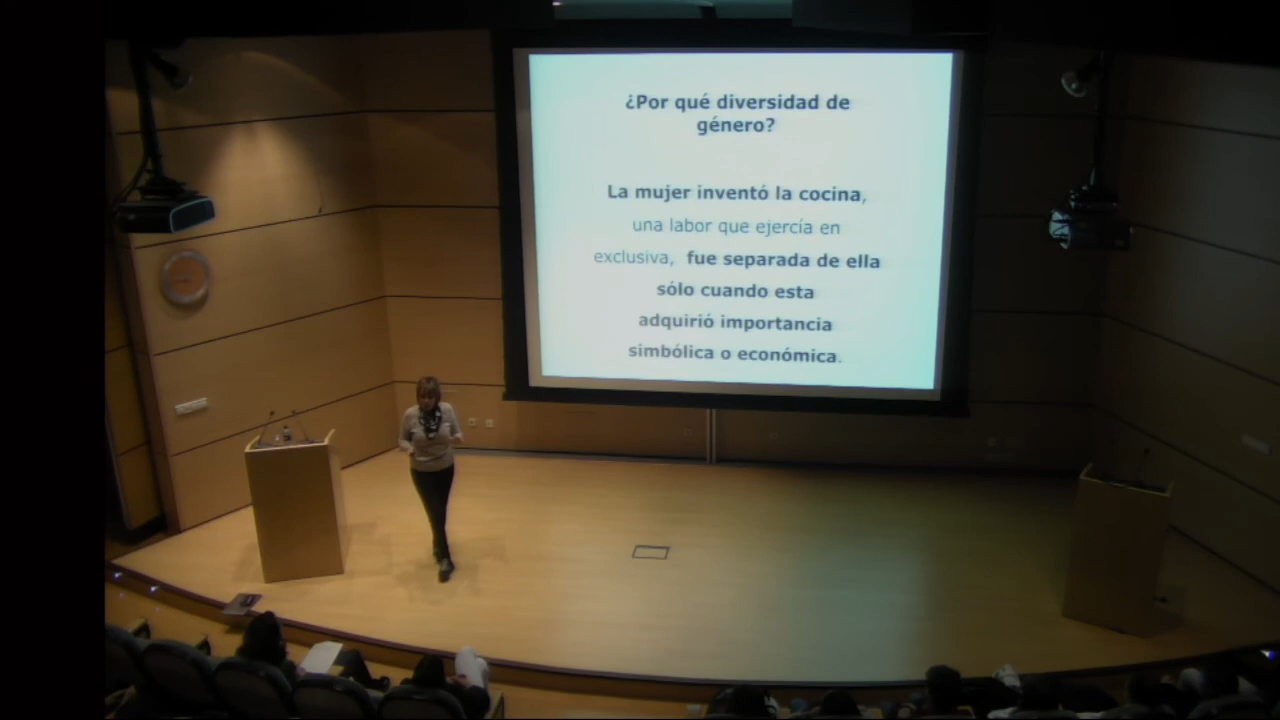 ¿Por qué diversidad de
género?
La mujer inventó la cocina,
una labor que ejercía en
exclusiva, fue separada de ella
sólo cuando esta
adquirió importancia
simbólica o económica.